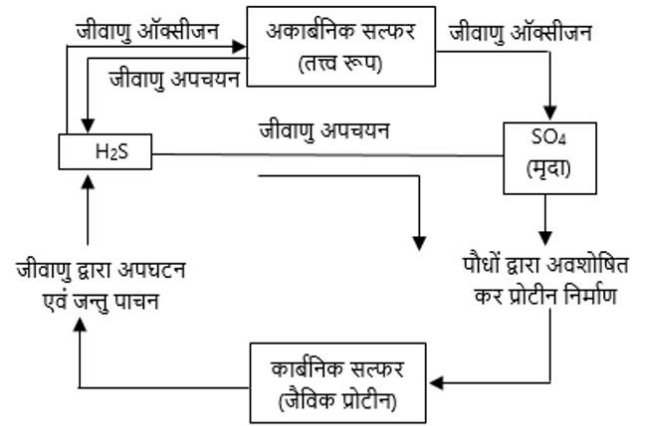 जीवाणु ऑक्सीजन
अकार्बनिक सल्फर
(तत्त्व रूप)
जीवाणु ऑक्सीजन
जीवाणु अपचयन
जीवाणु अपचयन
H₂S
SO₄
(मृदा)
जीवाणु द्वारा अपघटन
एवं जन्तु पाचन
पौधों द्वारा अवशोषित
कर प्रोटीन निर्माण
कार्बनिक सल्फर
(जैविक प्रोटीन)